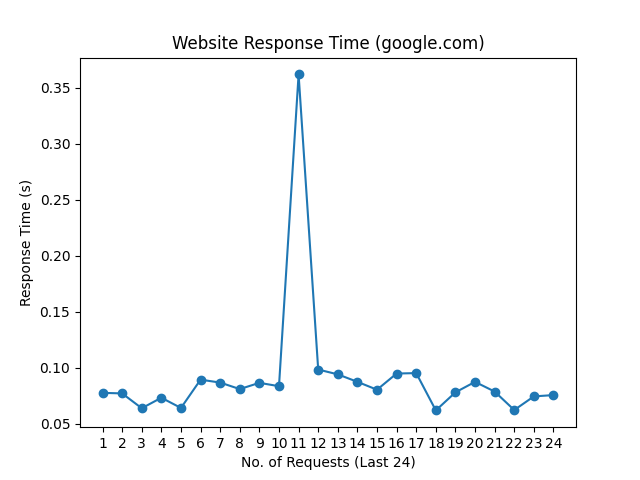 Website Response Time (google.com)
0.35
0.30
0.25
0.20
0.15
0.10
0.05
Response Time (s)
1 2 3 4 5 6 7 8 9 10 11 12 13 14 15 16 17 18 19 20 21 22 23 24
No. of Requests (Last 24)